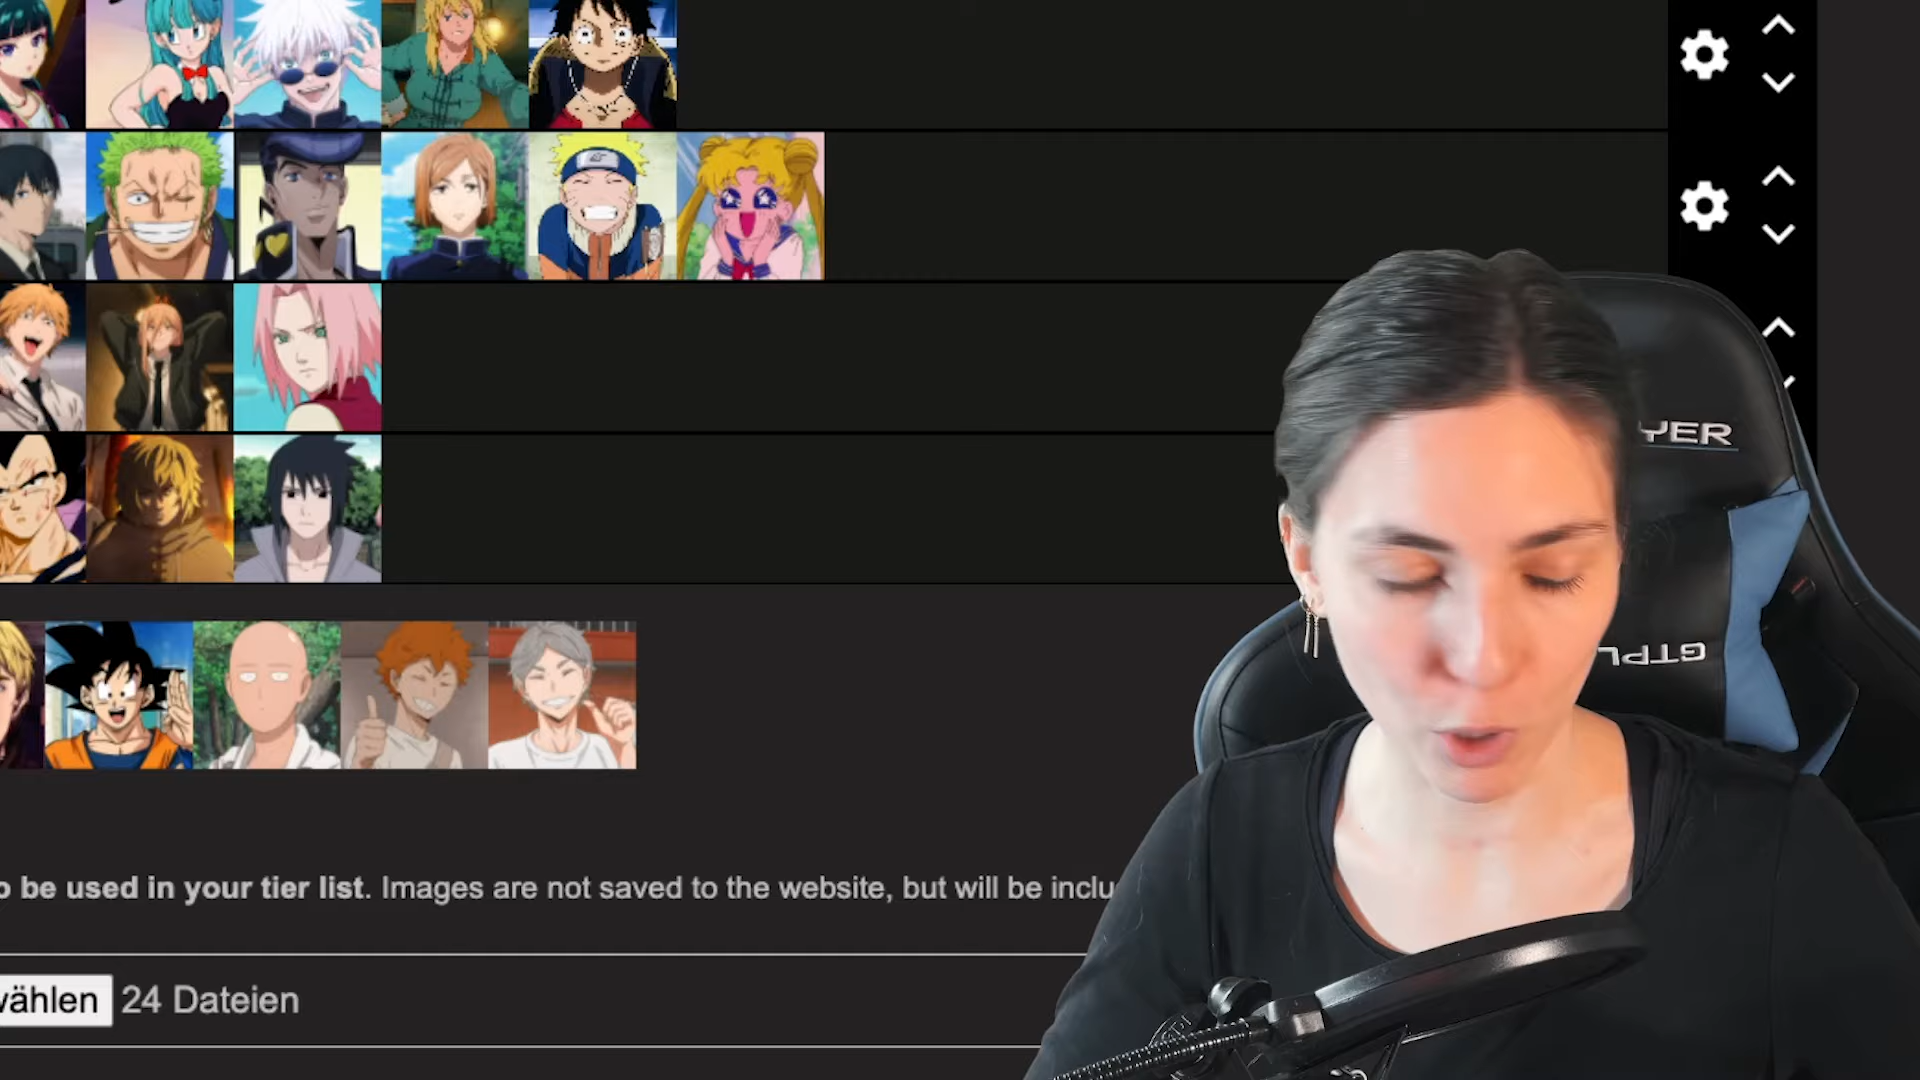 YER
GTPL
o be used in your tier list. Images are not saved to the website, but will be inclu
wählen 24 Dateien